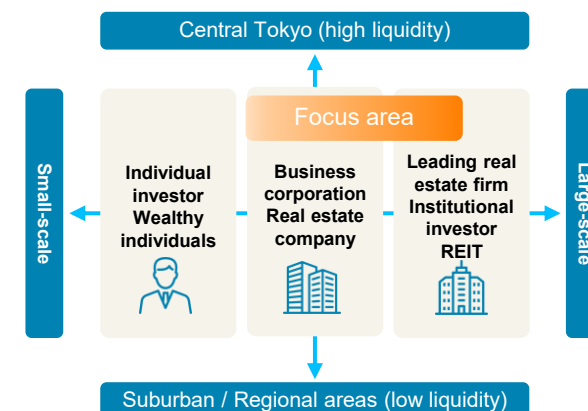 Central Tokyo (high liquidity)
Focus area
Small-scale
Individual
investor
Wealthy
individuals
Business
corporation
Real estate
company
Leading real
estate firm
Institutional
investor
REIT
Large-scale
Suburban / Regional areas (low liquidity)